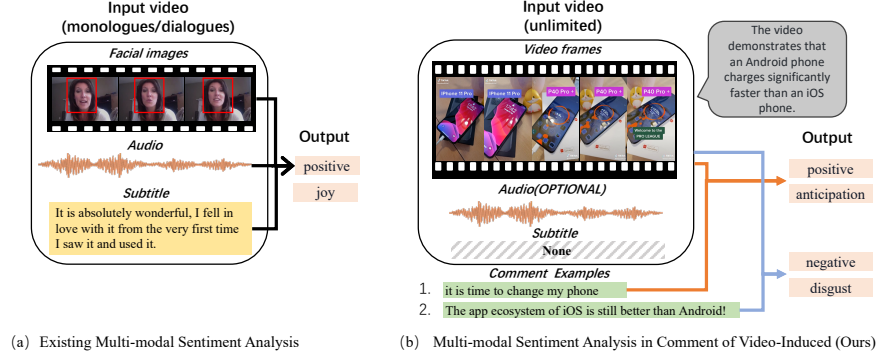 Input video
(monologues/dialogues)
Facial images
Audio
Subtitle
It is absolutely wonderful, I fell in
love with it from the very first time
I saw it and used it.
Output
positive
joy
(a) Existing Multi-modal Sentiment Analysis
Input video
(unlimited)
Video frames
iPhone 11 Pro
iPhone 11 Pro
P40 Pro +
P40 Pro +
P40 Pro +
Welcome to the
PRO LEAGUE
Audio(OPTIONAL)
Subtitle
None
Comment Examples
1. it is time to change my phone
2. The app ecosystem of iOS is still better than Android!
The video
demonstrates that
an Android phone
charges significantly
faster than an iOS
phone.
Output
positive
anticipation
negative
disgust
(b) Multi-modal Sentiment Analysis in Comment of Video-Induced (Ours)